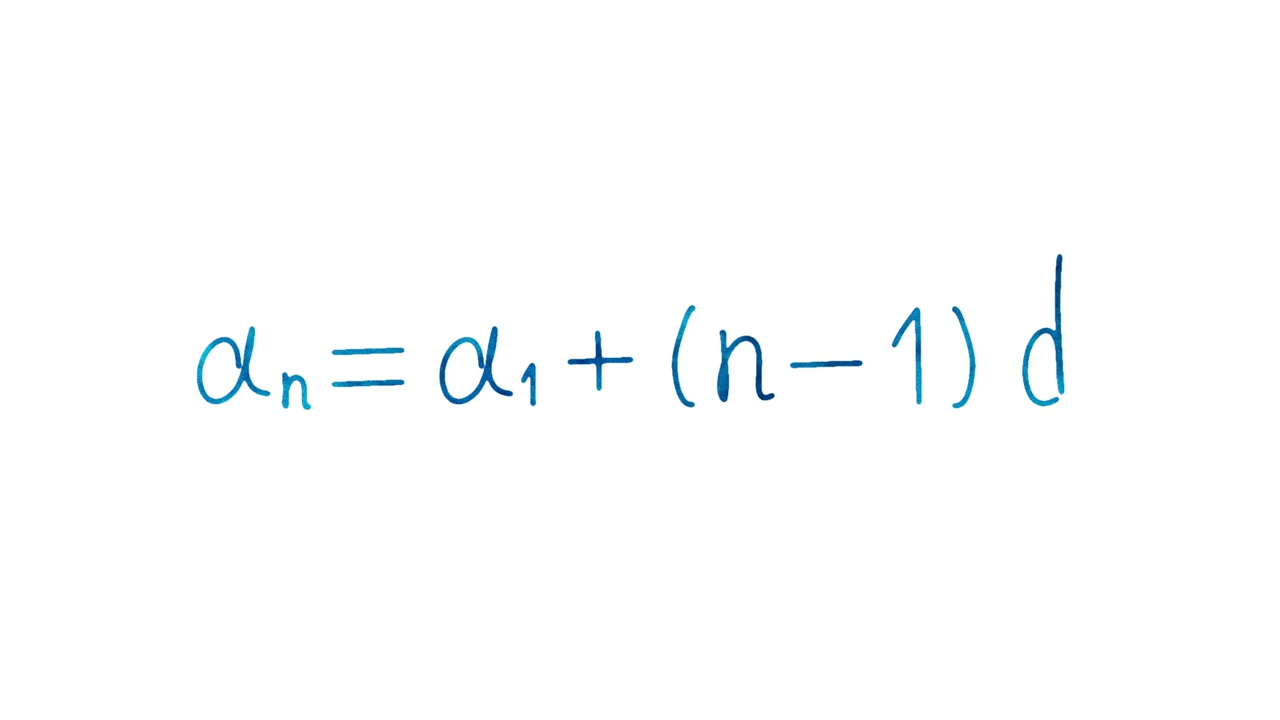 aₙ = a₁ + (n − 1) d